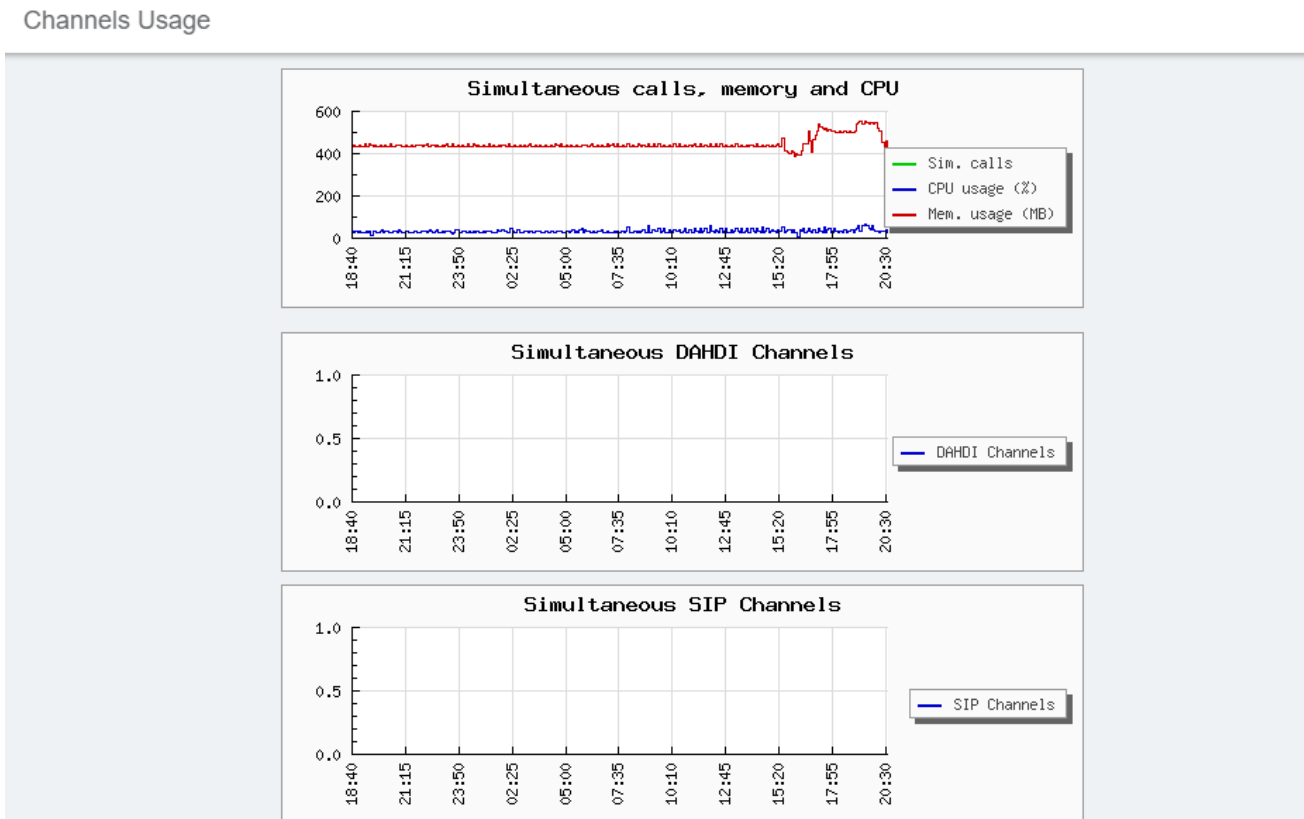 Channels Usage
Simultaneous calls, memory and CPU
600
400
200
0
Sim. calls
CPU usage (%)
Mem. usage (MB)
18:40 21:15 23:50 02:25 05:00 07:35 10:10 12:45 15:20 17:55 20:30
Simultaneous DAHDI Channels
1.0
0.5
0.0
DAHDI Channels
18:40 21:15 23:50 02:25 05:00 07:35 10:10 12:45 15:20 17:55 20:30
Simultaneous SIP Channels
1.0
0.5
0.0
SIP Channels
18:40 21:15 23:50 02:25 05:00 07:35 10:10 12:45 15:20 17:55 20:30